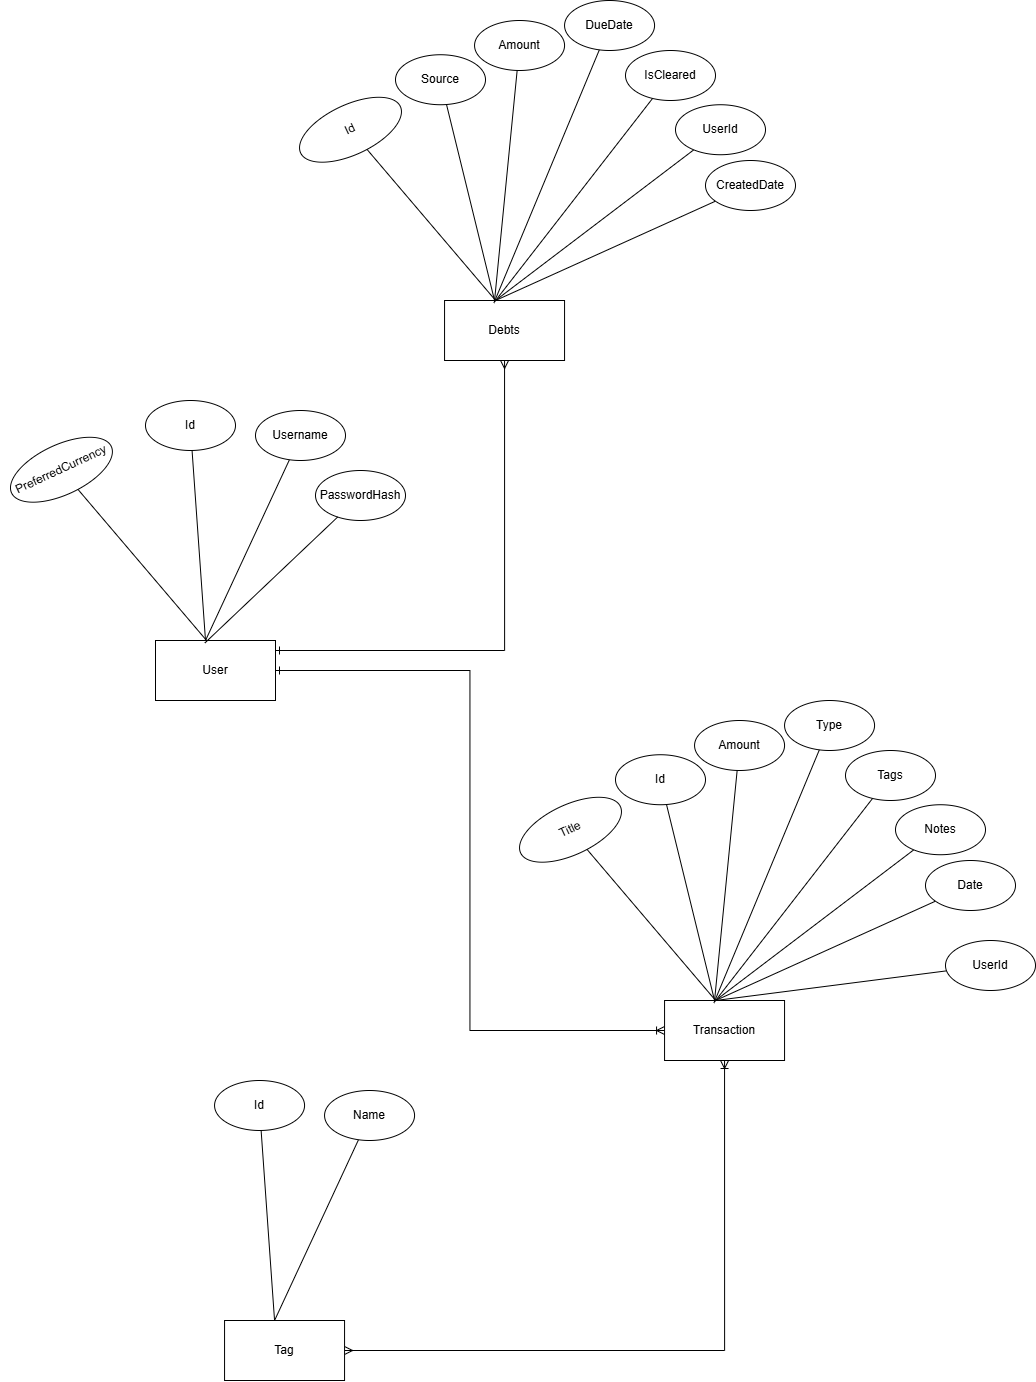 DueDate
Amount
Source
IsCleared
Id
UserId
CreatedDate
Debts
Id
Username
PreferredCurrency
PasswordHash
User
Type
Amount
Id
Tags
Title
Notes
Date
UserId
Transaction
Id
Name
Tag